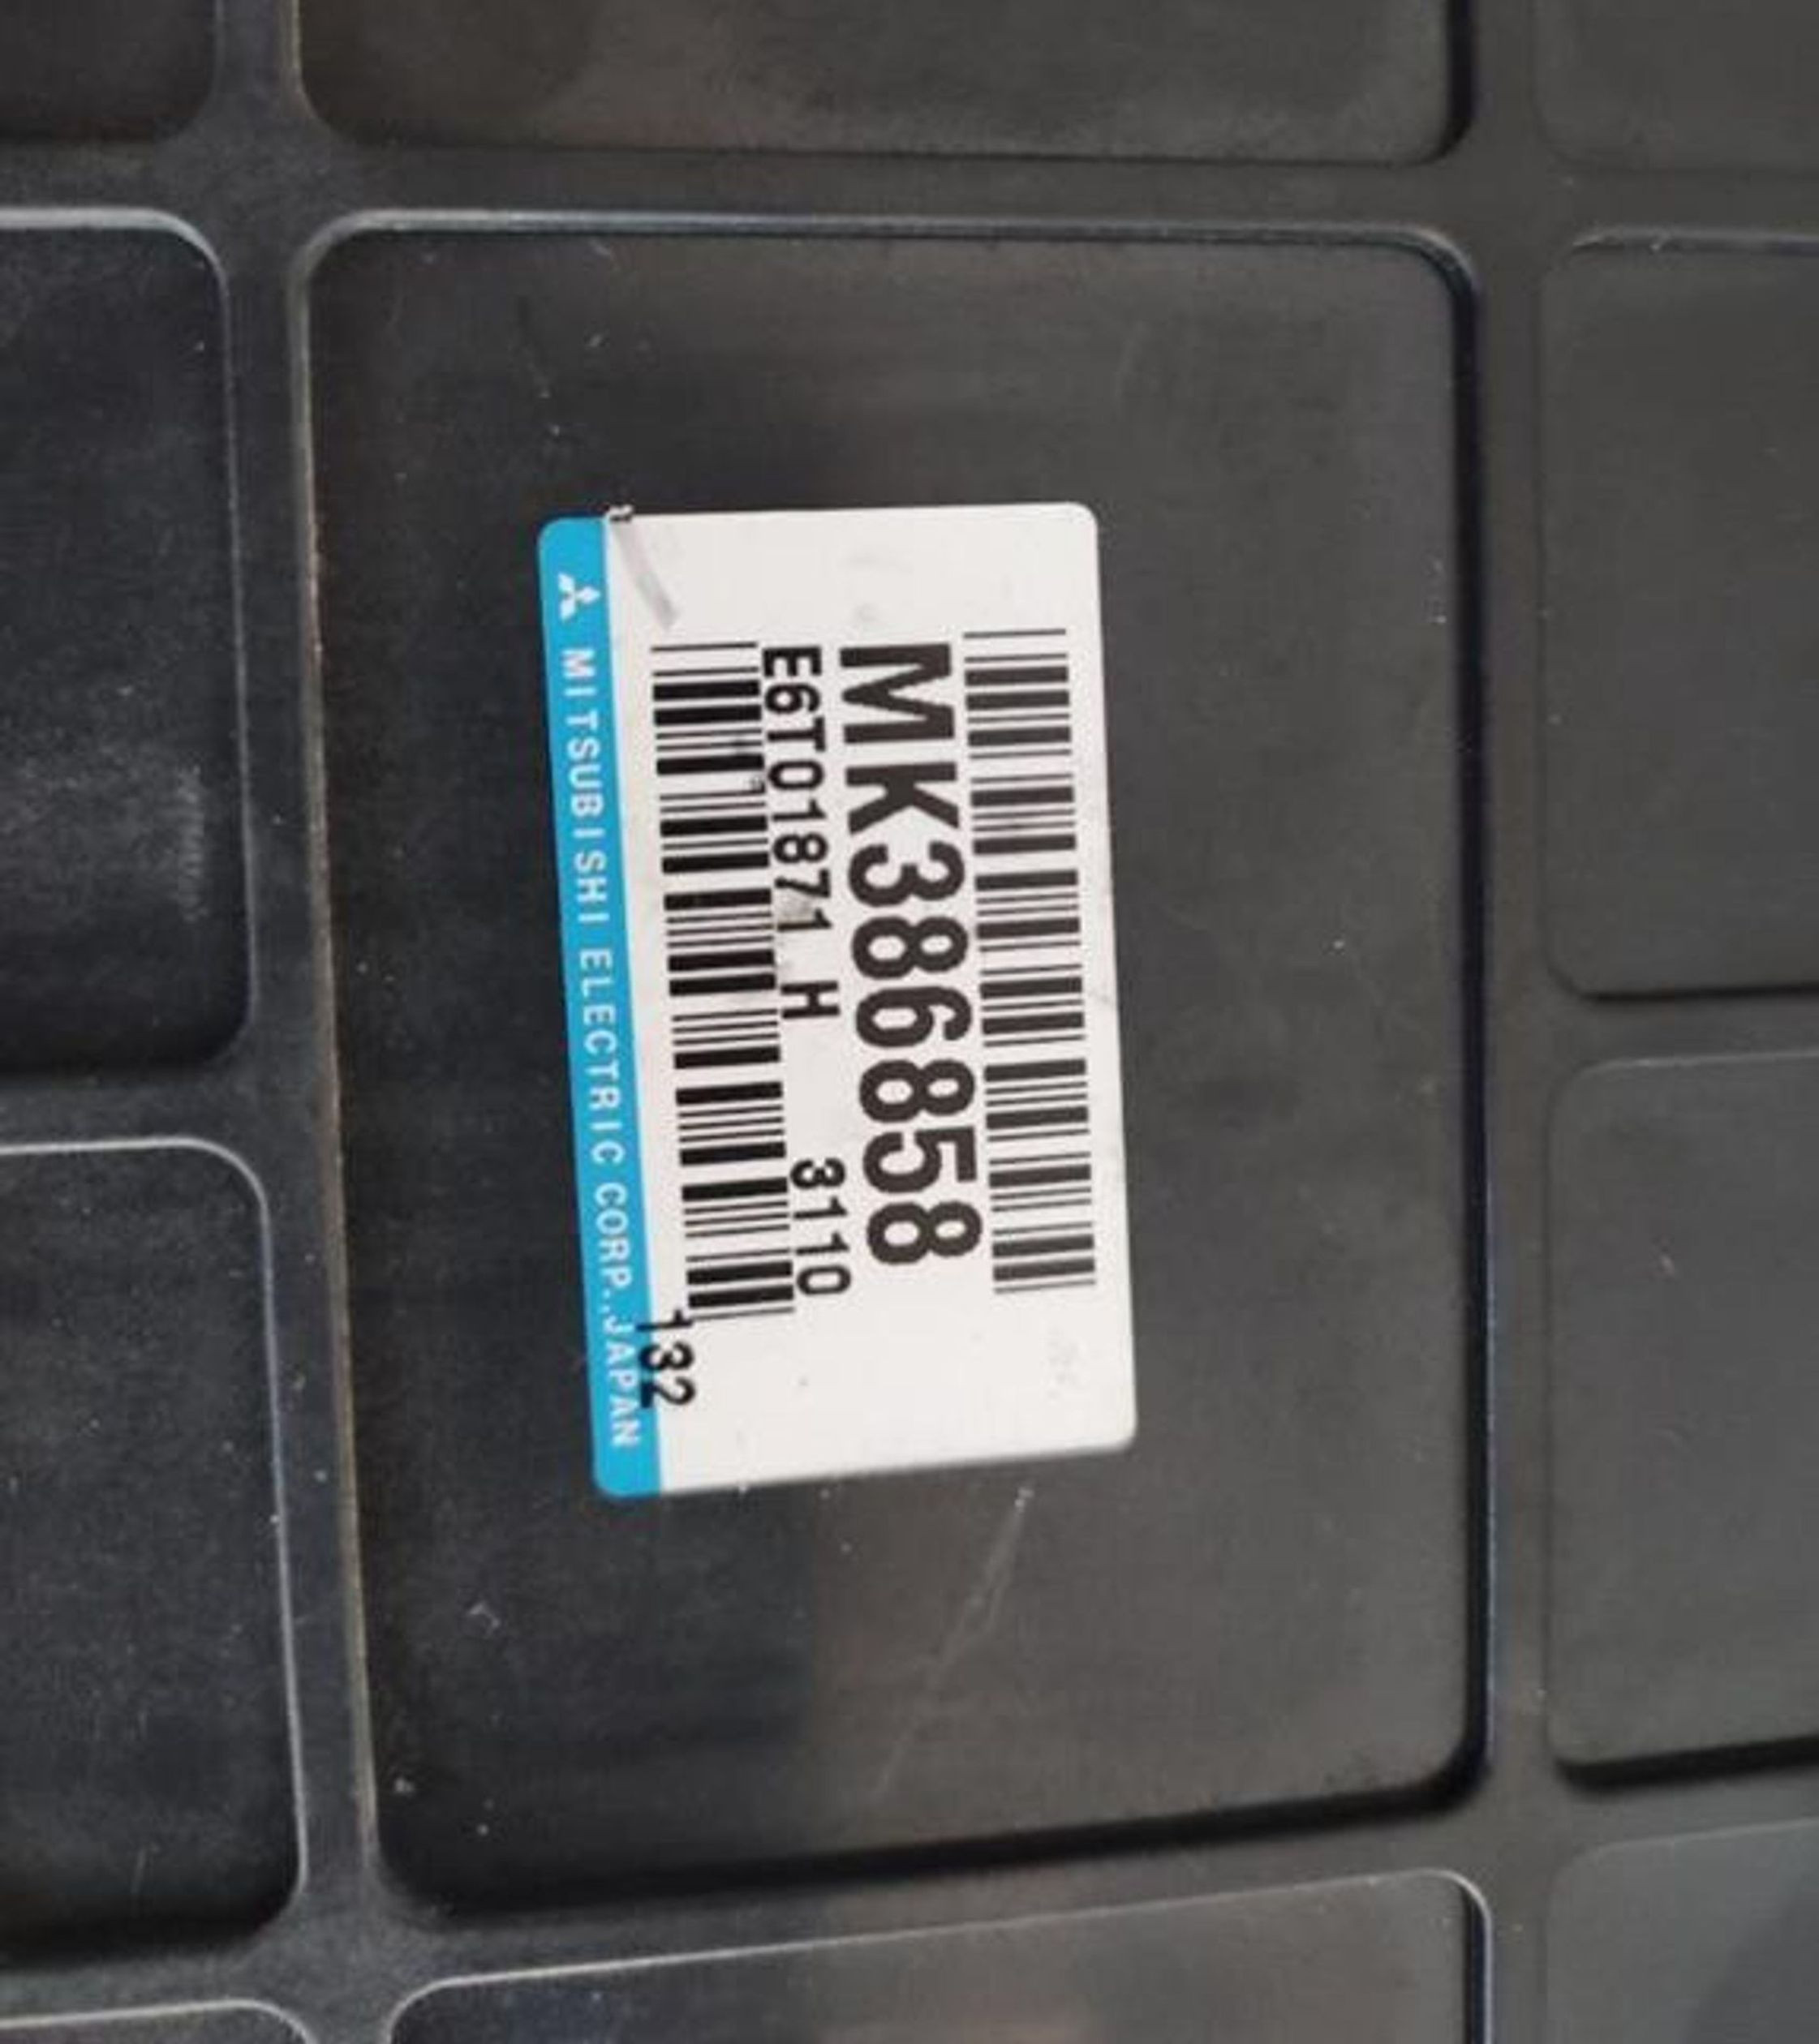 MK386858
E6T01871 H 3110
132
MITSUBISHI ELECTRIC CORP.,JAPAN